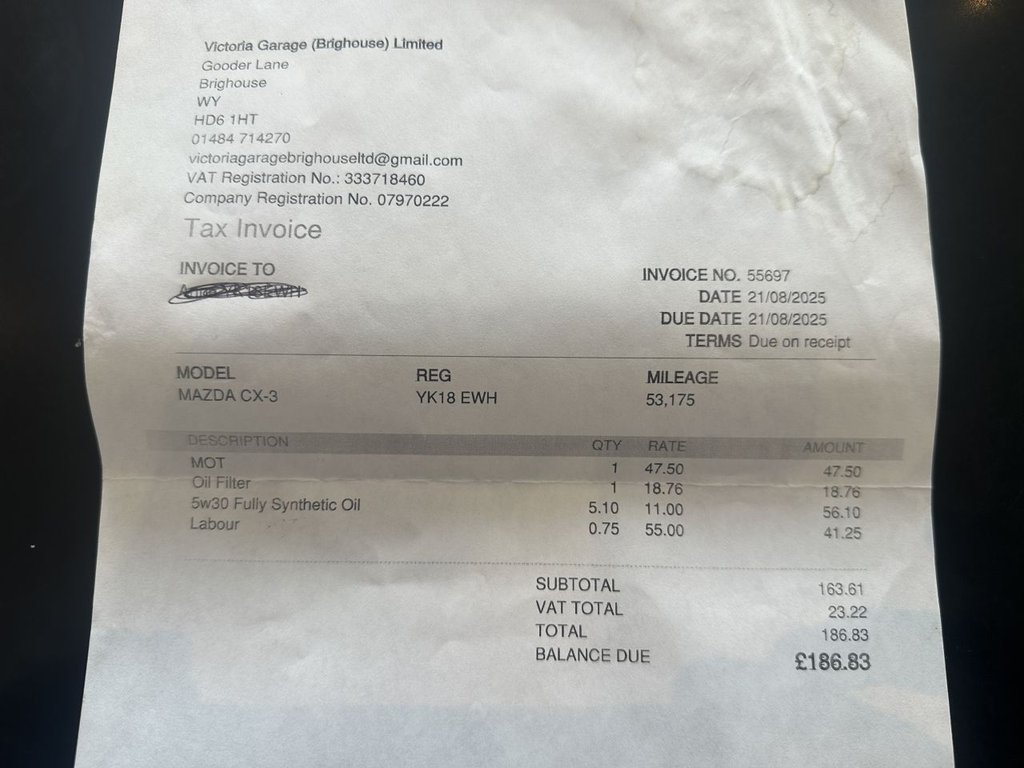 Victoria Garage (Brighouse) Limited
Gooder Lane
Brighouse
WY
HD6 1HT
01484 714270
victoriagaragebrighouseltd@gmail.com
VAT Registration No.: 333718460
Company Registration No. 07970222
Tax Invoice
INVOICE TO
INVOICE NO. 55697
DATE 21/08/2025
DUE DATE 21/08/2025
TERMS Due on receipt
MODEL REG MILEAGE
MAZDA CX-3 YK18 EWH 53,175
DESCRIPTION QTY RATE AMOUNT
MOT 1 47.50 47.50
Oil Filter 1 18.76 18.76
5w30 Fully Synthetic Oil 5.10 11.00 56.10
Labour 0.75 55.00 41.25
SUBTOTAL 163.61
VAT TOTAL 23.22
TOTAL 186.83
BALANCE DUE £186.83